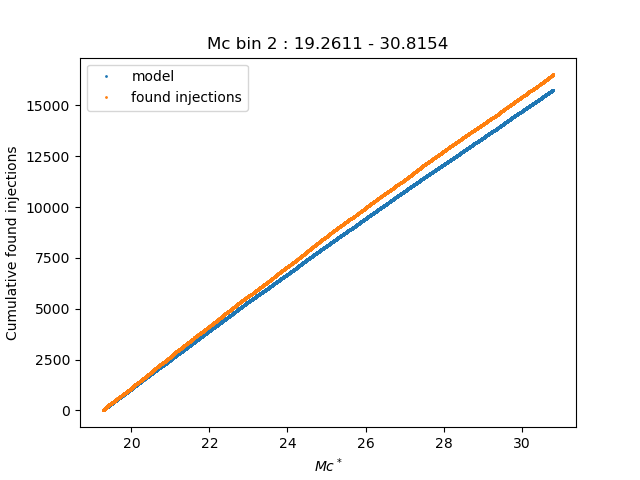 Mc bin 2 : 19.2611 - 30.8154
model
found injections
Cumulative found injections
15000
12500
10000
7500
5000
2500
0
20
22
24
26
28
30
Mc*